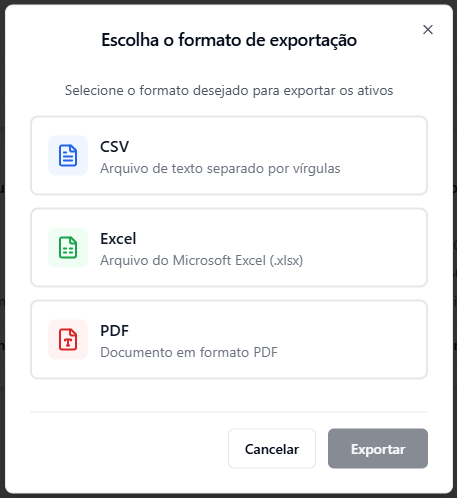 Escolha o formato de exportação
Selecione o formato desejado para exportar os ativos
CSV
Arquivo de texto separado por vírgulas
Excel
Arquivo do Microsoft Excel (.xlsx)
PDF
Documento em formato PDF
Cancelar
Exportar